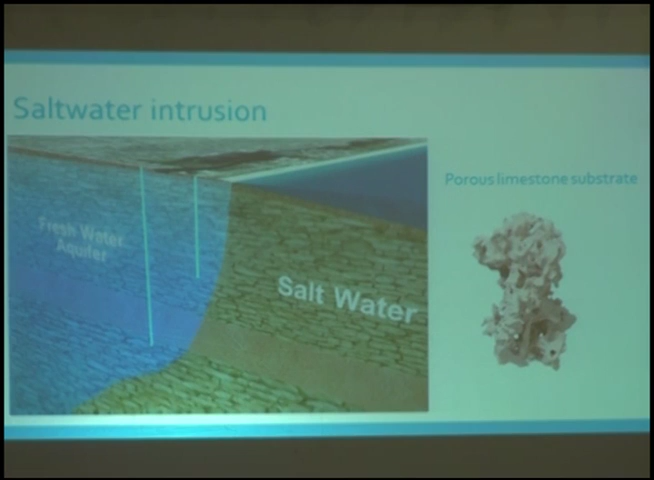 Saltwater intrusion
Porous limestone substrate
Fresh Water
Aquifer
Salt Water